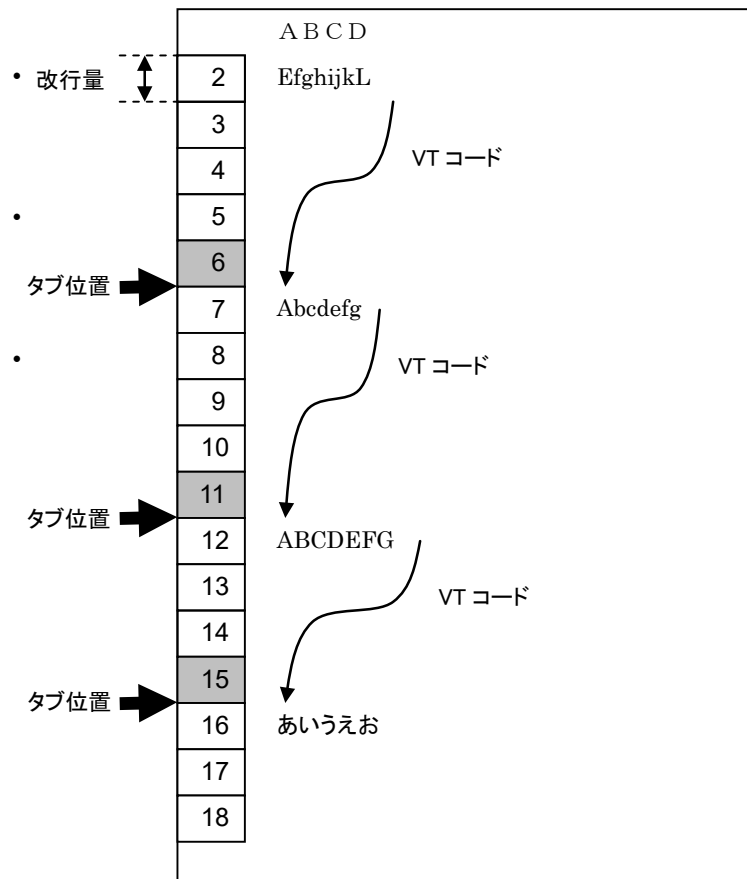 ＡＢＣＤ
• 改行量 2 EfghijkL
3
VT コード
4
• 5
6
タブ位置
7 Abcdefg
• 8
VT コード
9
10
11
タブ位置
12 ABCDEFG
13
VT コード
14
15
タブ位置
16 あいうえお
17
18